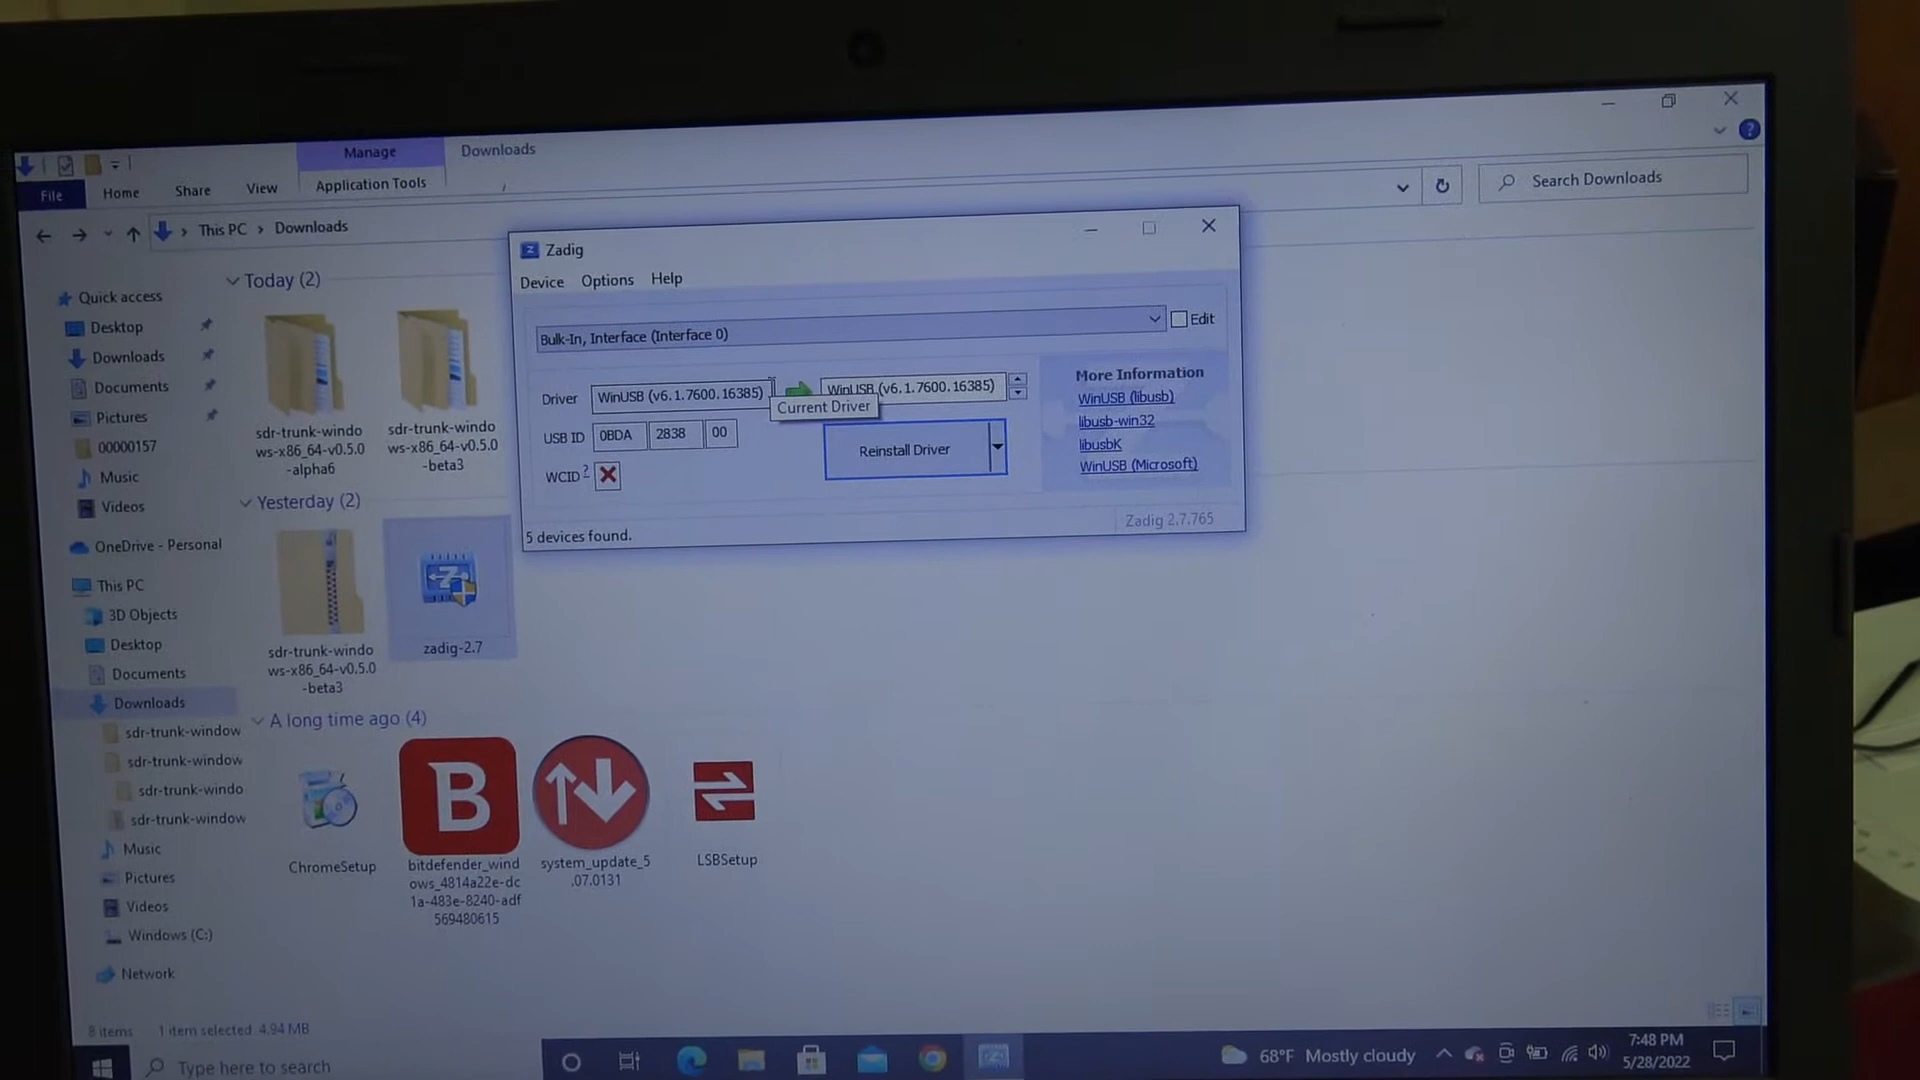 Manage
Downloads
File
Home
Share
View
Application Tools
This PC
Downloads
Search Downloads
Quick access
Desktop
Downloads
Documents
Pictures
00000157
Music
Videos
OneDrive - Personal
This PC
3D Objects
Desktop
Documents
Downloads
sdr-trunk-window
sdr-trunk-window
sdr-trunk-windo
sdr-trunk-window
Music
Pictures
Videos
Windows (C:)
Network
Today (2)
sdr-trunk-windo
ws-x86_64-v0.5.0
-alpha6
sdr-trunk-windo
ws-x86_64-v0.5.0
-beta3
Yesterday (2)
sdr-trunk-windo
ws-x86_64-v0.5.0
-beta3
zadig-2.7
A long time ago (4)
ChromeSetup
B
bitdefender_wind
ows_4814a22e-dc
1a-483e-8240-adf
569480615
system_update_5
.07.0131
LSBSetup
Zadig
Device
Options
Help
Bulk-In, Interface (Interface 0)
Edit
Driver
WinUSB (v6.1.7600.16385)
WinUSB (v6.1.7600.16385)
Current Driver
USB ID
0BDA
2838
00
WCID ?
Reinstall Driver
More Information
WinUSB (libusb)
libusb-win32
libusbK
WinUSB (Microsoft)
5 devices found.
Zadig 2.7.765
8 items
1 item selected 4.94 MB
Type here to search
68°F Mostly cloudy
7:48 PM
5/28/2022